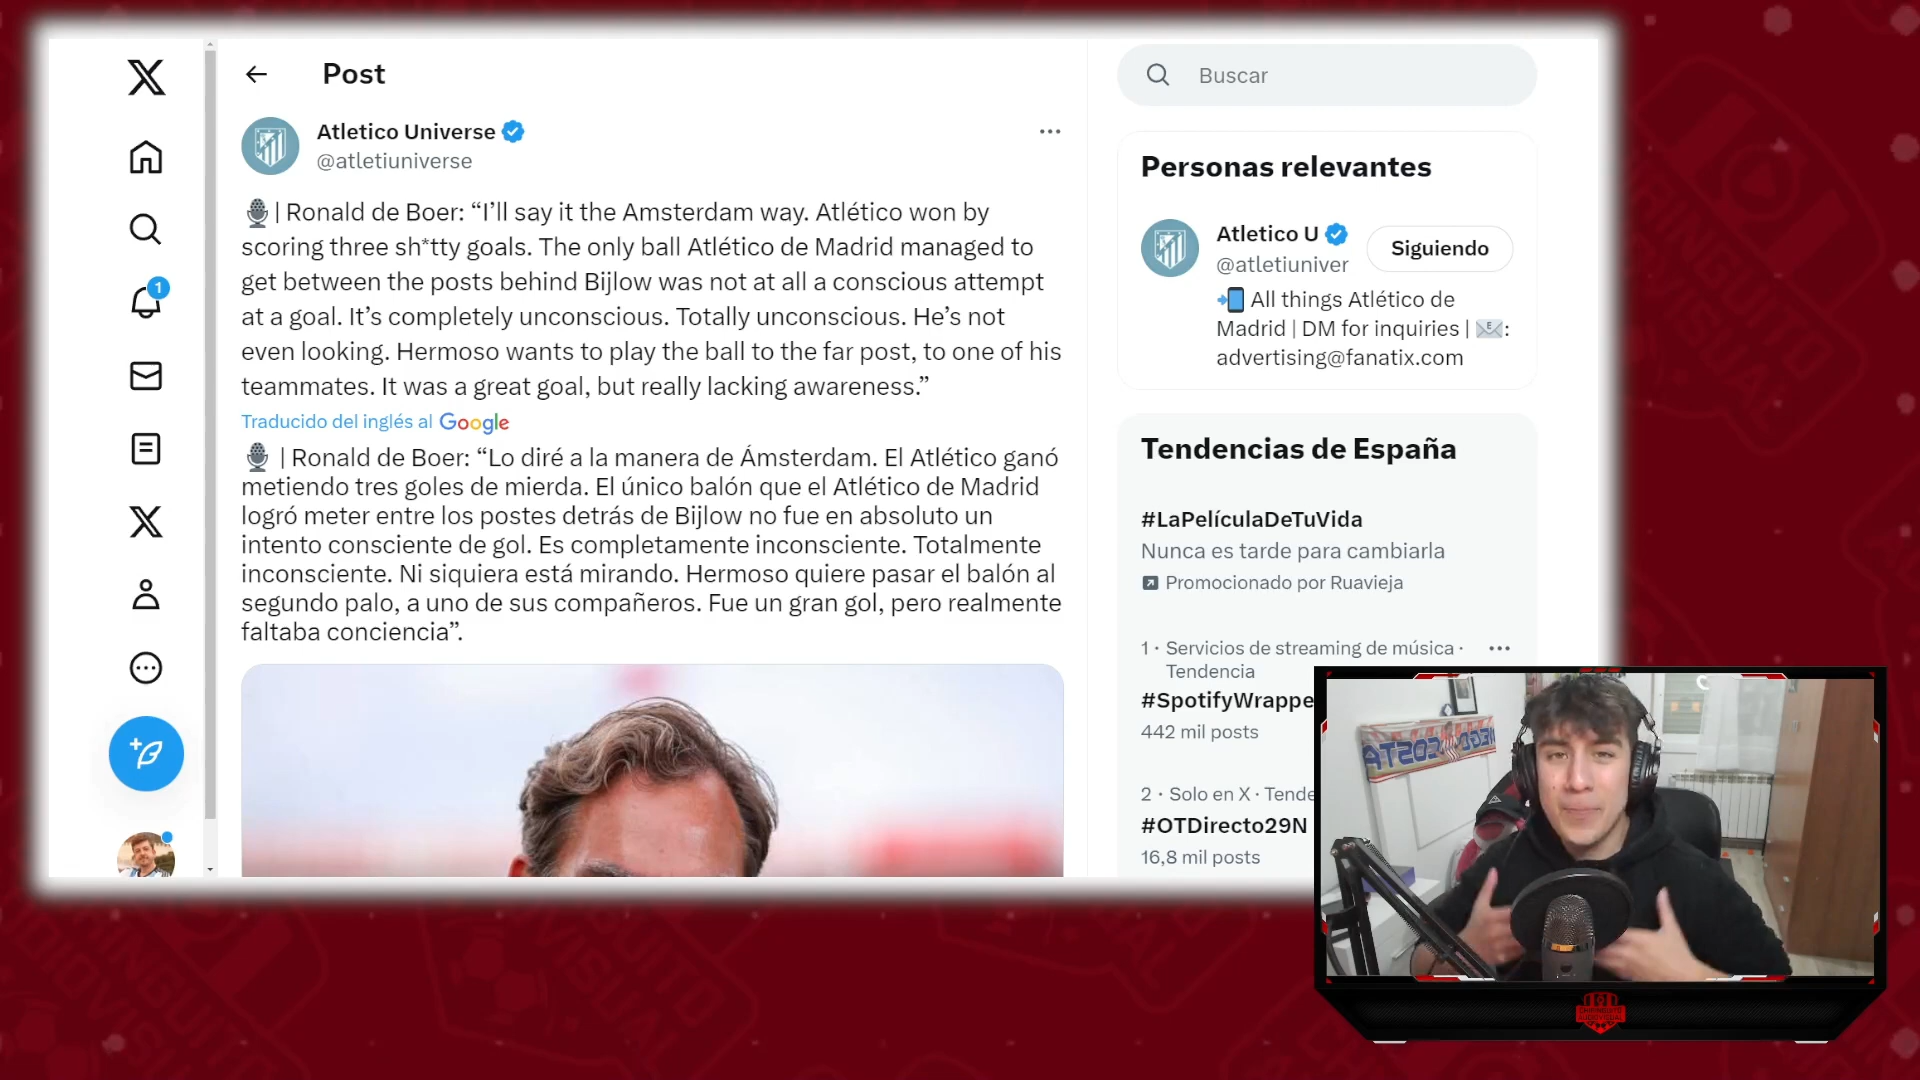 Post
Atletico Universe
@atletiuniverse
🎙️| Ronald de Boer: “I’ll say it the Amsterdam way. Atlético won by
scoring three sh*tty goals. The only ball Atlético de Madrid managed to
get between the posts behind Bijlow was not at all a conscious attempt
at a goal. It’s completely unconscious. Totally unconscious. He’s not
even looking. Hermoso wants to play the ball to the far post, to one of his
teammates. It was a great goal, but really lacking awareness.”
Traducido del inglés al Google
🎙️ | Ronald de Boer: “Lo diré a la manera de Ámsterdam. El Atlético ganó
metiendo tres goles de mierda. El único balón que el Atlético de Madrid
logró meter entre los postes detrás de Bijlow no fue en absoluto un
intento consciente de gol. Es completamente inconsciente. Totalmente
inconsciente. Ni siquiera está mirando. Hermoso quiere pasar el balón al
segundo palo, a uno de sus compañeros. Fue un gran gol, pero realmente
faltaba conciencia”.
1
Buscar
Personas relevantes
Atletico U
@atletiuniver
Siguiendo
📲 All things Atlético de
Madrid | DM for inquiries | 📧:
advertising@fanatix.com
Tendencias de España
#LaPelículaDeTuVida
Nunca es tarde para cambiarla
Promocionado por Ruavieja
1 · Servicios de streaming de música ·
Tendencia
#SpotifyWrappe
442 mil posts
2 · Solo en X · Tende
#OTDirecto29N
16,8 mil posts
CHIRINGUITO
AUDIOVISUAL